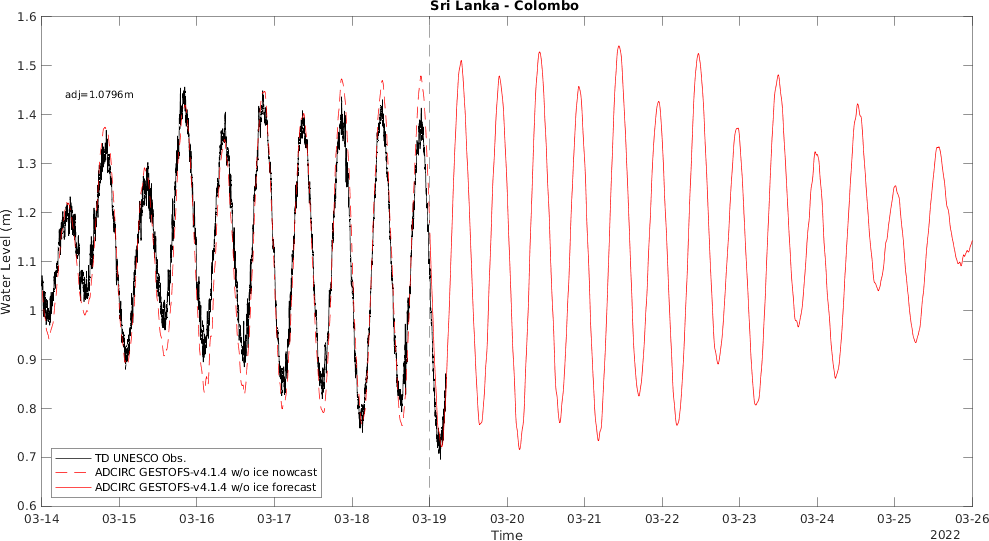 Sri Lanka - Colombo
1.6
1.5
1.4
1.3
1.2
1.1
1
0.9
0.8
0.7
0.6
Water Level (m)
adj=1.0796m
TD UNESCO Obs.
ADCIRC GESTOFS-v4.1.4 w/o ice nowcast
ADCIRC GESTOFS-v4.1.4 w/o ice forecast
03-14 03-15 03-16 03-17 03-18 03-19 03-20 03-21 03-22 03-23 03-24 03-25 03-26
Time
2022